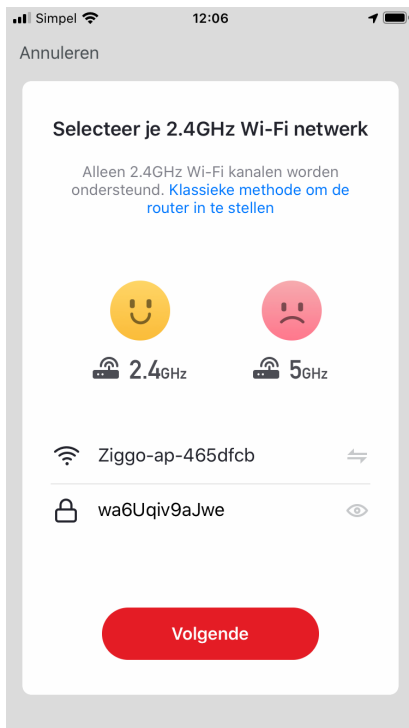 Simpel 12:06
Annuleren
Selecteer je 2.4GHz Wi-Fi netwerk
Alleen 2.4GHz Wi-Fi kanalen worden
ondersteund. Klassieke methode om de
router in te stellen
2.4GHz 5GHz
Ziggo-ap-465dfcb
wa6Uqiv9aJwe
Volgende